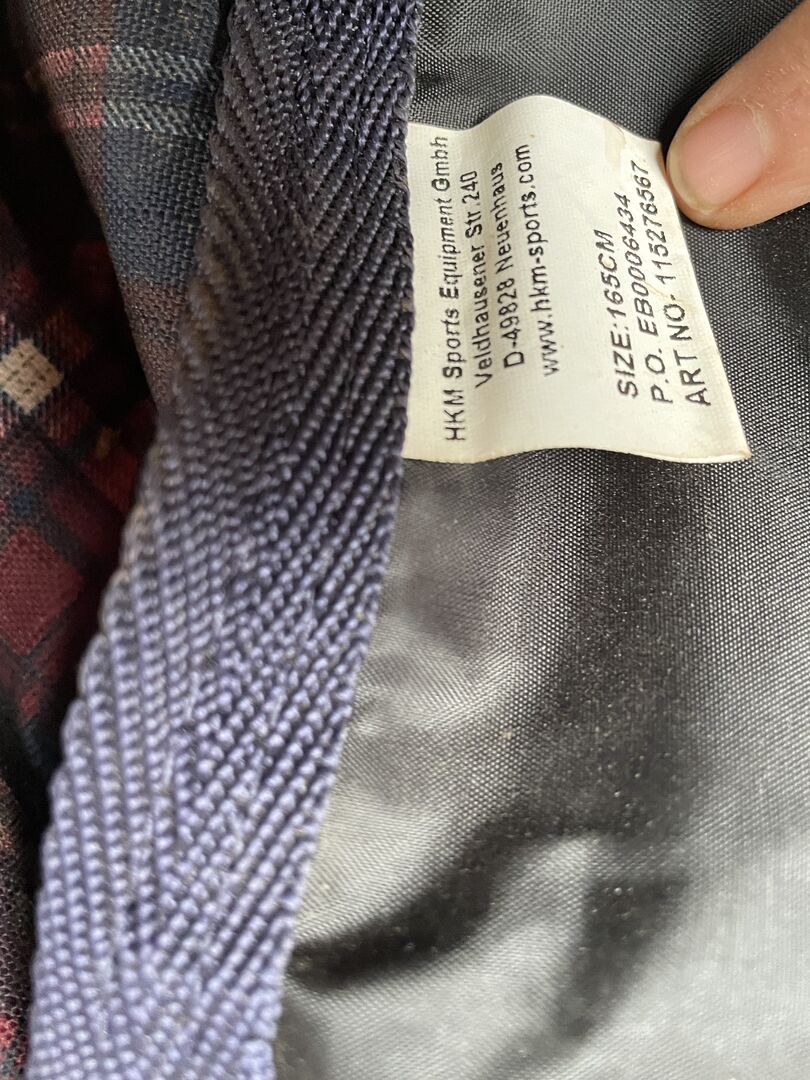 HKM Sports Equipment Gmbh
Veldhausener Str.240
D-49828 Neuenhaus
www.hkm-sports.com
SIZE:165CM
P.O. EB0006434
ART NO· 115276567